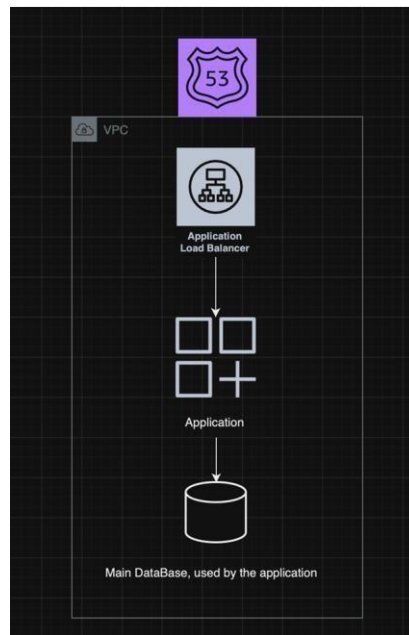 53
VPC
Application
Load Balancer
Application
Main DataBase, used by the application